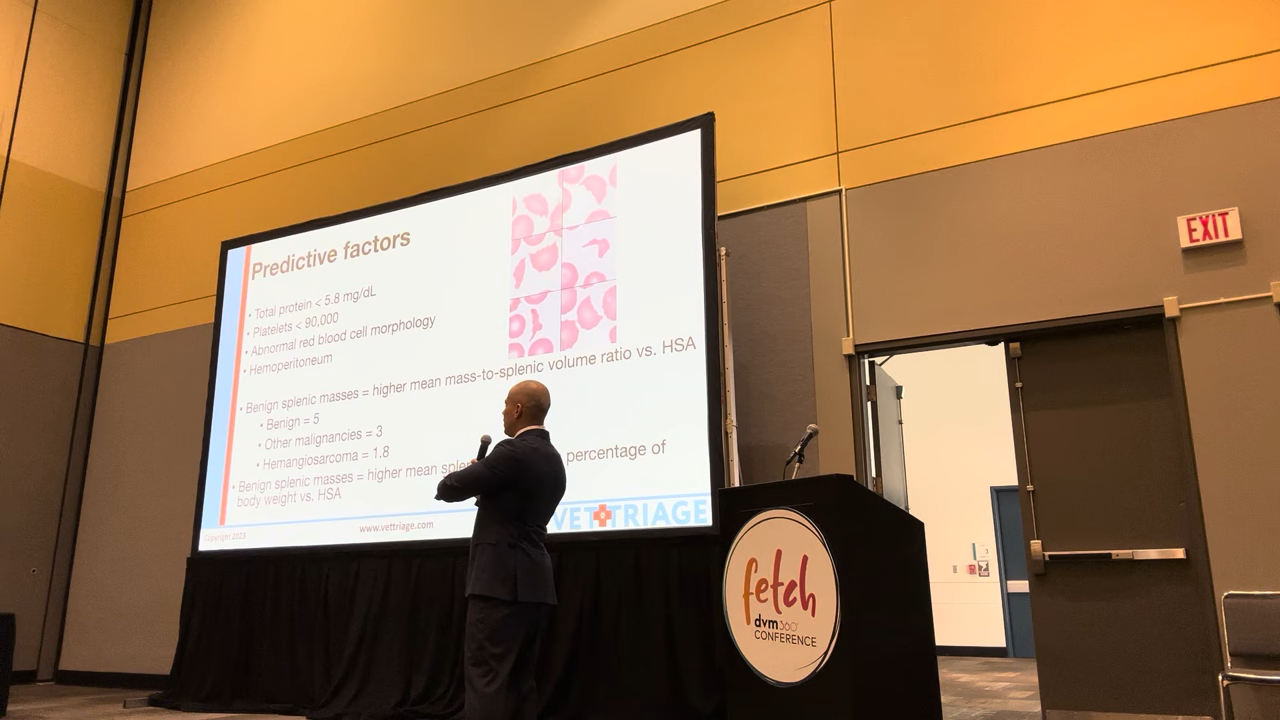 Predictive factors
• Total protein < 5.8 mg/dL
• Platelets < 90,000
• Abnormal red blood cell morphology
• Hemoperitoneum
• Benign splenic masses = higher mean mass-to-splenic volume ratio vs. HSA
• Benign = 5
• Other malignancies = 3
• Hemangiosarcoma = 1.8
• Benign splenic masses = higher mean percentage of
body weight vs. HSA
Copyright 2023
www.vettriage.com
VET TRIAGE
EXIT
fetch
dvm360
CONFERENCE
3